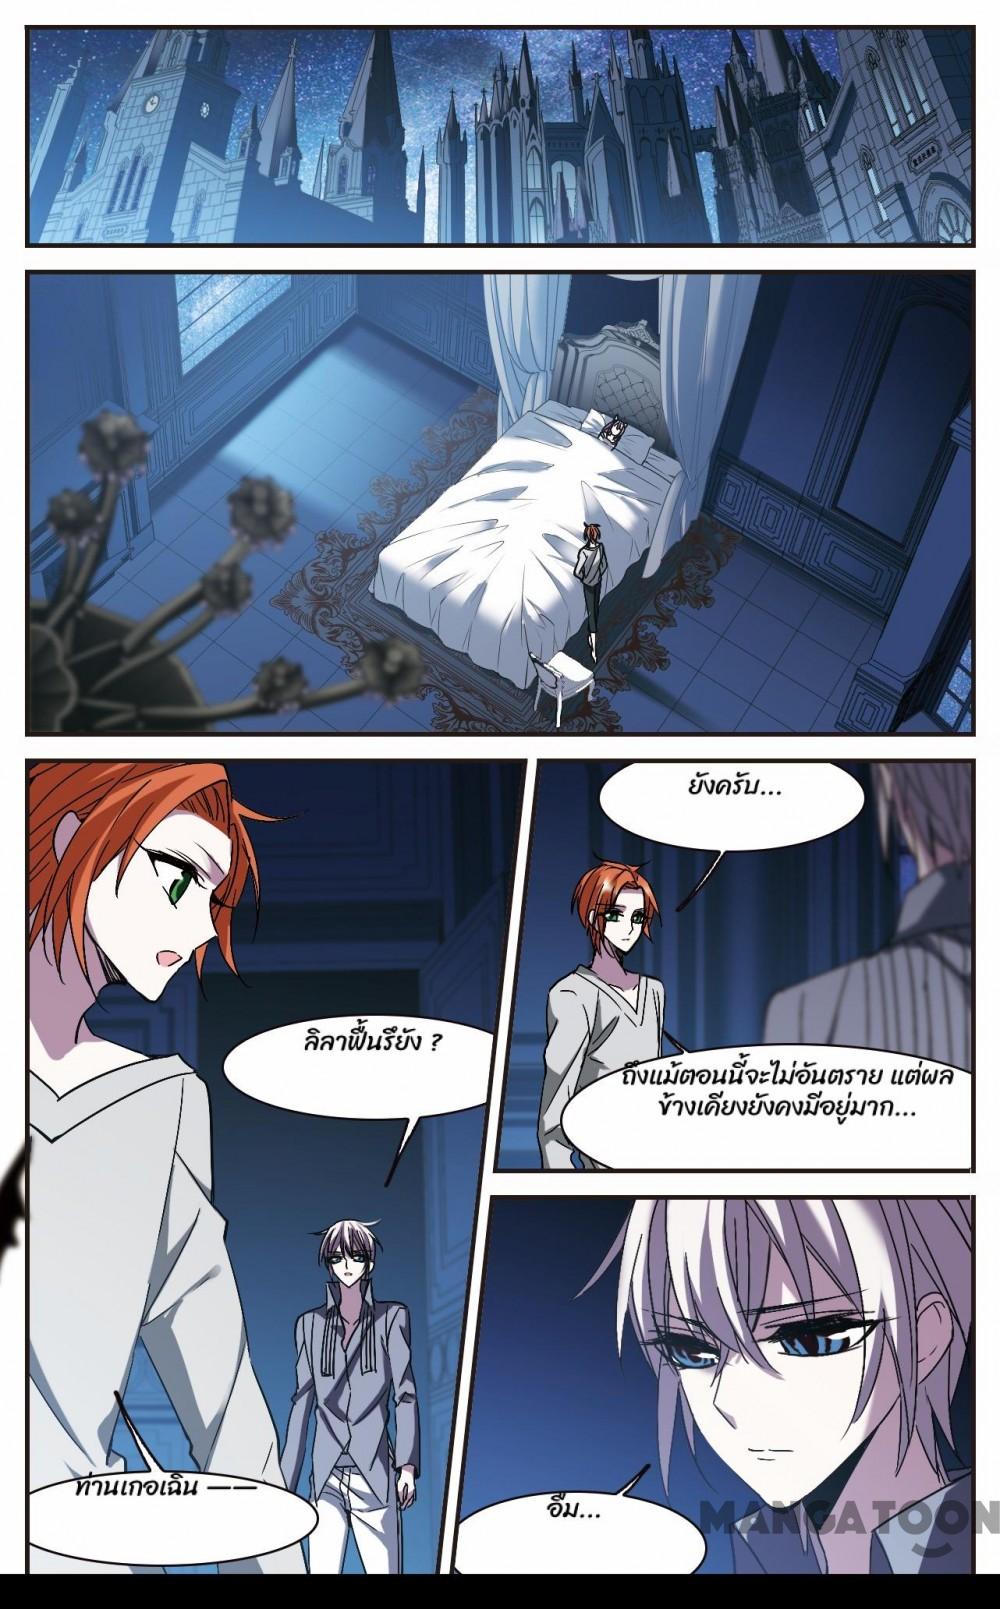 ลิลาฟื้นรึยัง ?
ท่านเกอเฉิน ——
ยังครับ...
ถึงแม้ตอนนี้จะไม่อันตราย แต่ผล
ข้างเคียงยังคงมีอยู่มาก...
อืม...
MANGATOON